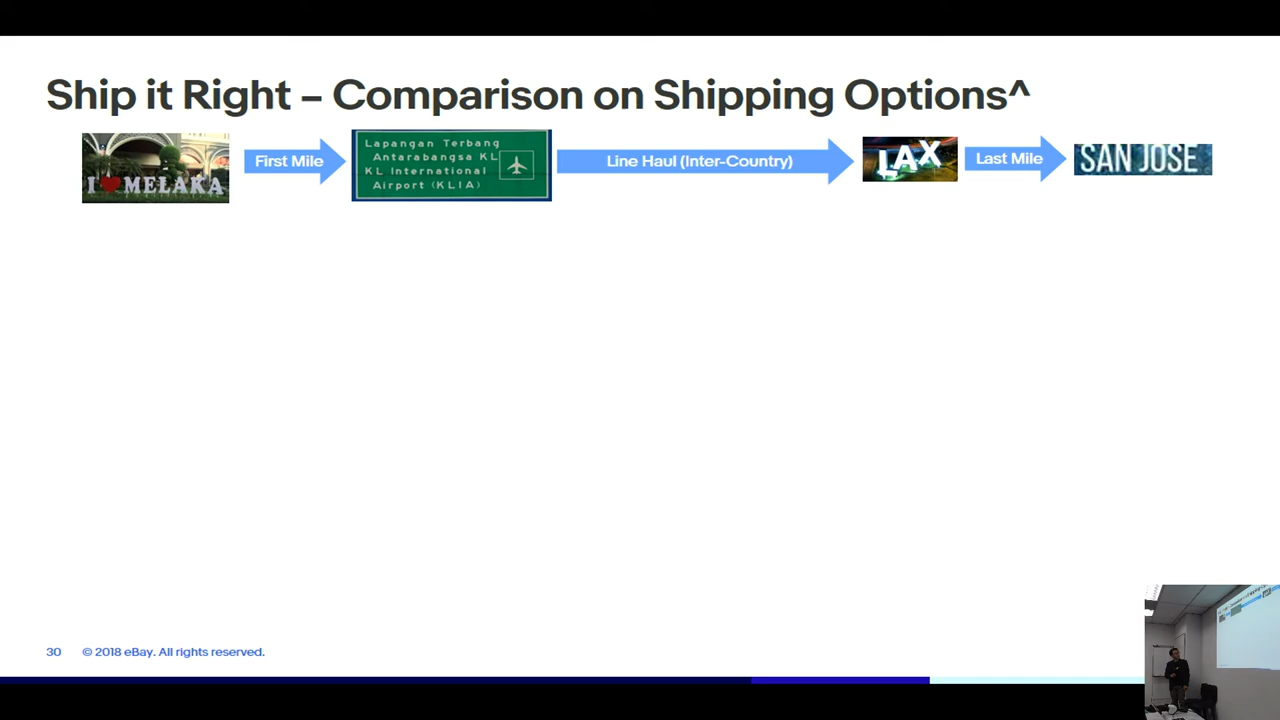 Ship it Right – Comparison on Shipping Options^
I ❤ MELAKA
First Mile
Lapangan Terbang
Antarabangsa KL
KL International
Airport (KLIA)
Line Haul (Inter-Country)
LAX
Last Mile
SAN JOSE
30 © 2018 eBay. All rights reserved.